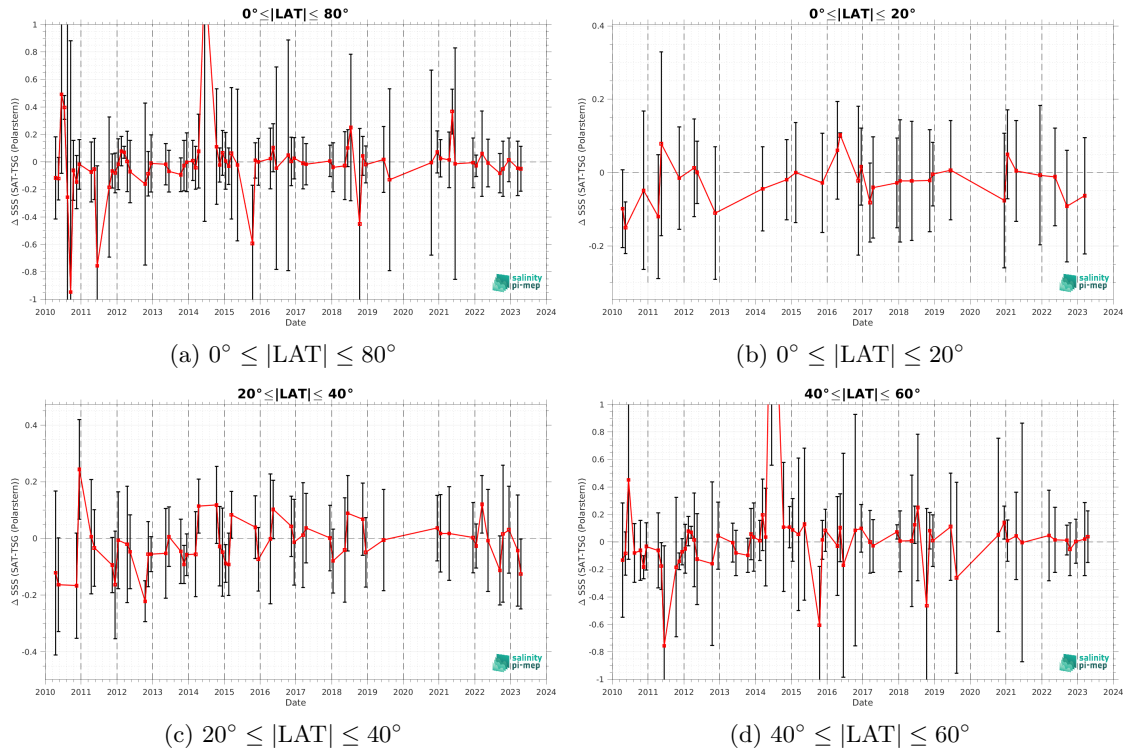 0°≤|LAT|≤ 80°
Δ SSS (SAT-TSG (Polarstern))
1
0.8
0.6
0.4
0.2
0
-0.2
-0.4
-0.6
-0.8
-1
2010 2011 2012 2013 2014 2015 2016 2017 2018 2019 2020 2021 2022 2023 2024
Date
salinity
pi-mep
(a) 0° ≤ |LAT| ≤ 80°
0°≤|LAT|≤ 20°
Δ SSS (SAT-TSG (Polarstern))
0.4
0.2
0
-0.2
2010 2011 2012 2013 2014 2015 2016 2017 2018 2019 2020 2021 2022 2023 2024
Date
salinity
pi-mep
(b) 0° ≤ |LAT| ≤ 20°
20°≤|LAT|≤ 40°
Δ SSS (SAT-TSG (Polarstern))
0.4
0.2
0
-0.2
-0.4
2010 2011 2012 2013 2014 2015 2016 2017 2018 2019 2020 2021 2022 2023 2024
Date
salinity
pi-mep
(c) 20° ≤ |LAT| ≤ 40°
40°≤|LAT|≤ 60°
Δ SSS (SAT-TSG (Polarstern))
1
0.8
0.6
0.4
0.2
0
-0.2
-0.4
-0.6
-0.8
-1
2010 2011 2012 2013 2014 2015 2016 2017 2018 2019 2020 2021 2022 2023 2024
Date
salinity
pi-mep
(d) 40° ≤ |LAT| ≤ 60°